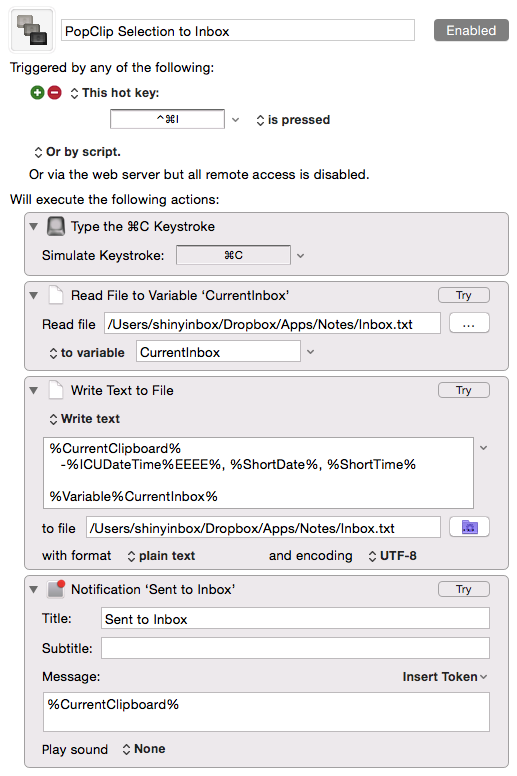 PopClip Selection to Inbox
Enabled
Triggered by any of the following:
This hot key:
^⌘I
is pressed
Or by script.
Or via the web server but all remote access is disabled.
Will execute the following actions:
Type the ⌘C Keystroke
Simulate Keystroke: ⌘C
Read File to Variable ‘CurrentInbox’ Try
Read file /Users/shinyinbox/Dropbox/Apps/Notes/Inbox.txt ...
to variable CurrentInbox
Write Text to File Try
Write text
%CurrentClipboard%
-%ICUDateTime%EEEE%, %ShortDate%, %ShortTime%
%Variable%CurrentInbox%
to file /Users/shinyinbox/Dropbox/Apps/Notes/Inbox.txt
with format plain text and encoding UTF-8
Notification ‘Sent to Inbox’ Try
Title: Sent to Inbox
Subtitle:
Message: Insert Token
%CurrentClipboard%
Play sound None